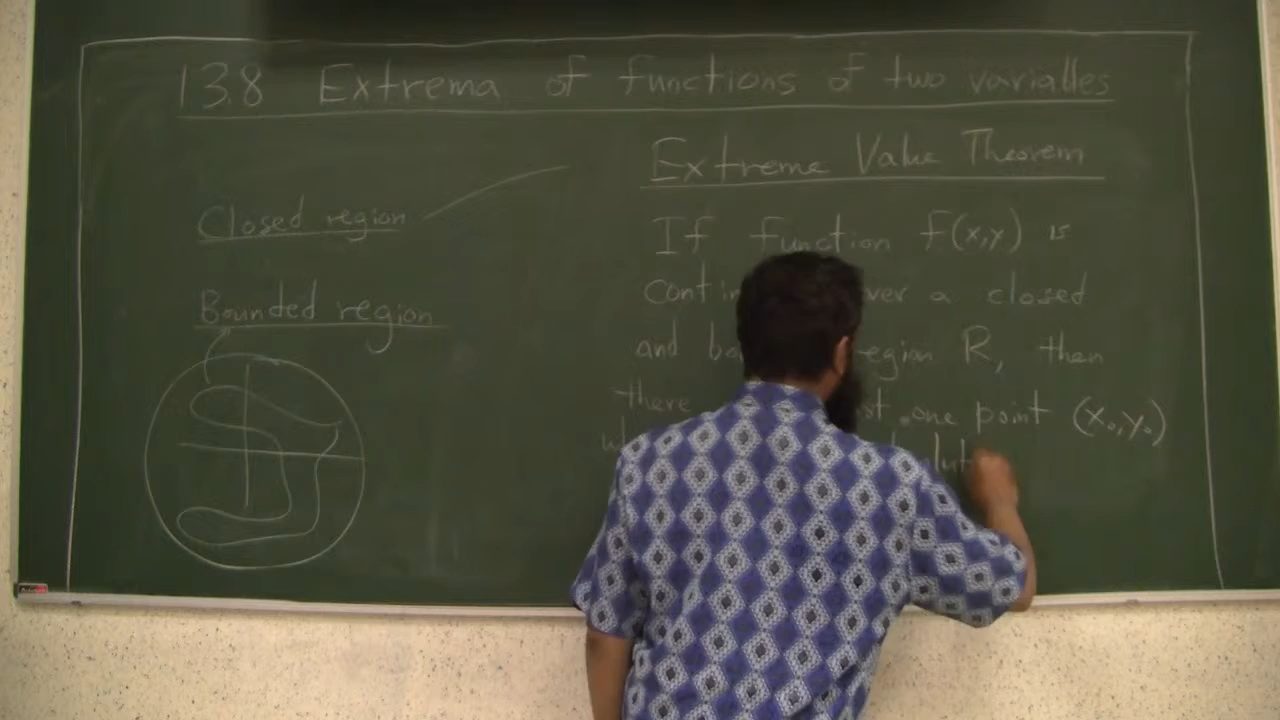 13.8 Extrema of functions of two varialles
Closed region
Bounded region
Extreme Value Theorem
If function f(x,y) is
over a closed
and region R, then
there one point (x₀,y₀)